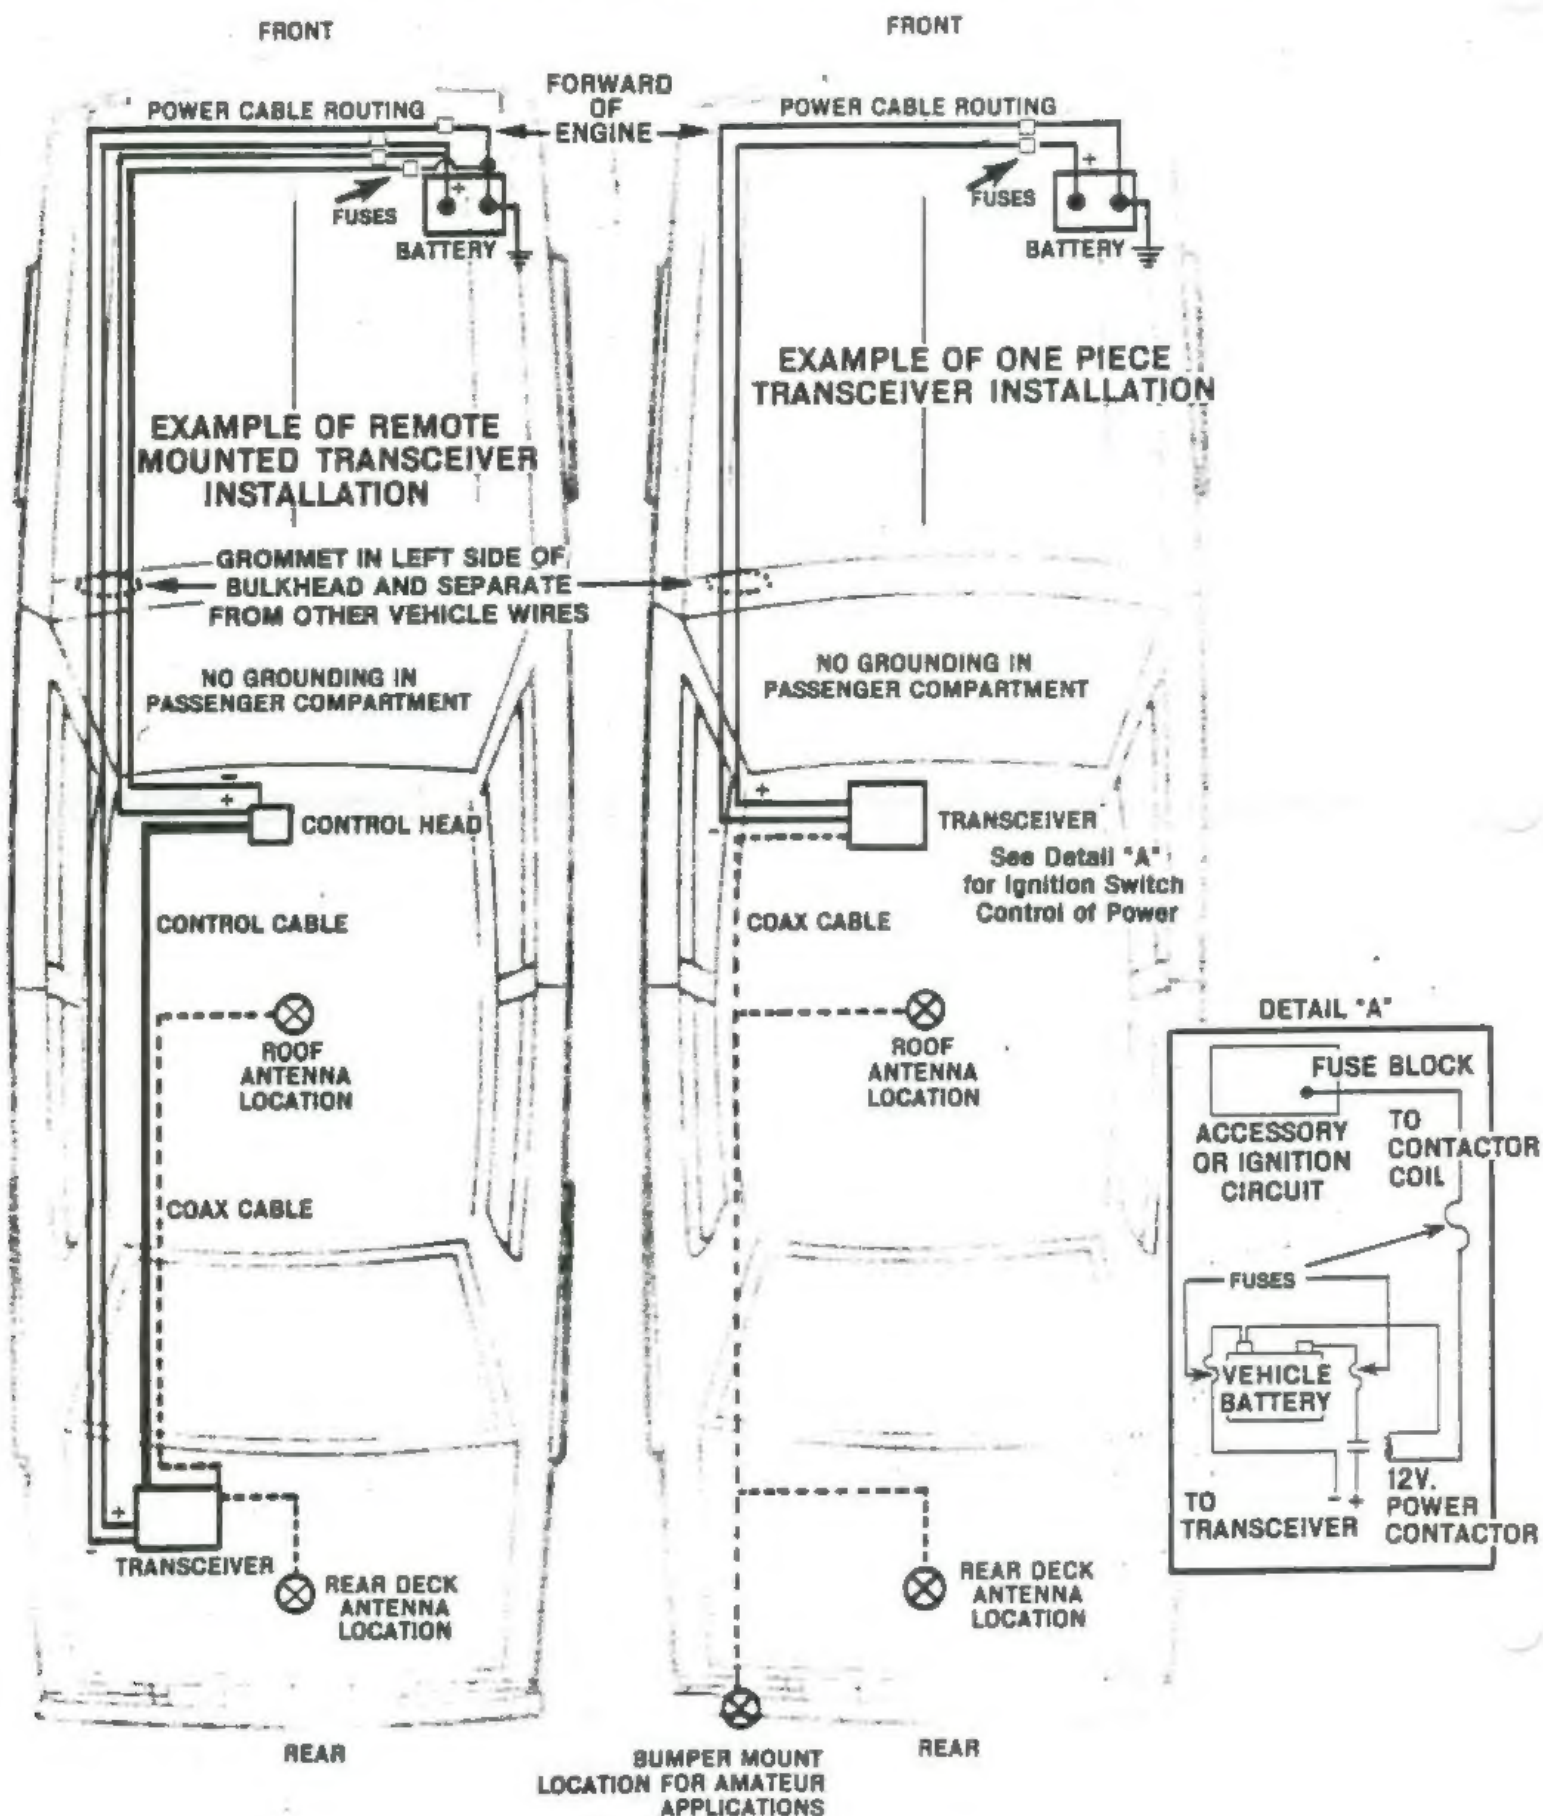 FRONT
POWER CABLE ROUTING
FORWARD
OF
ENGINE
+
FUSES
BATTERY
EXAMPLE OF REMOTE
MOUNTED TRANSCEIVER
INSTALLATION
GROMMET IN LEFT SIDE OF
BULKHEAD AND SEPARATE
FROM OTHER VEHICLE WIRES
NO GROUNDING IN
PASSENGER COMPARTMENT
-
+
CONTROL HEAD
CONTROL CABLE
ROOF
ANTENNA
LOCATION
COAX CABLE
+
-
TRANSCEIVER
REAR DECK
ANTENNA
LOCATION
REAR
FRONT
POWER CABLE ROUTING
+
FUSES
BATTERY
EXAMPLE OF ONE PIECE
TRANSCEIVER INSTALLATION
NO GROUNDING IN
PASSENGER COMPARTMENT
+
-
TRANSCEIVER
See Detail "A"
for Ignition Switch
Control of Power
COAX CABLE
ROOF
ANTENNA
LOCATION
REAR DECK
ANTENNA
LOCATION
BUMPER MOUNT
LOCATION FOR AMATEUR
APPLICATIONS
REAR
DETAIL "A"
FUSE BLOCK
ACCESSORY
OR IGNITION
CIRCUIT
TO
CONTACTOR
COIL
FUSES
VEHICLE
BATTERY
TO
TRANSCEIVER
- +
12V.
POWER
CONTACTOR